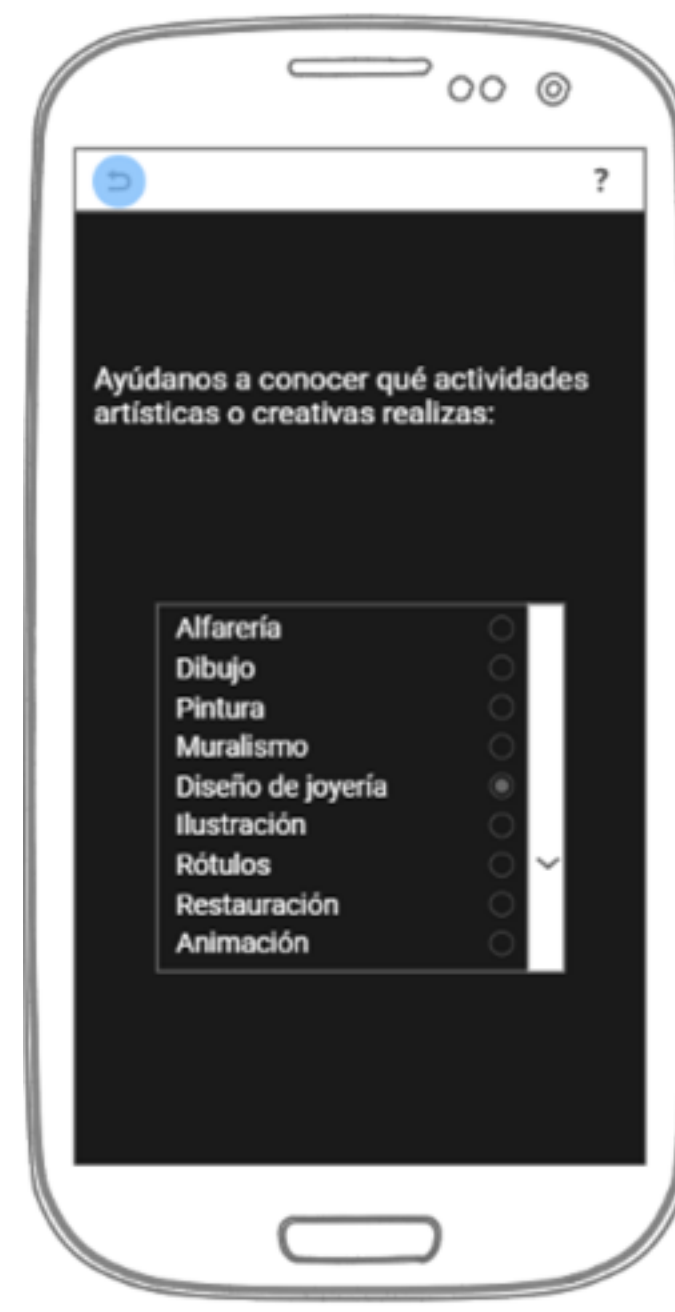 ?
Ayúdanos a conocer qué actividades
artísticas o creativas realizas:
Alfarería
Dibujo
Pintura
Muralismo
Diseño de joyería
Ilustración
Rótulos
Restauración
Animación